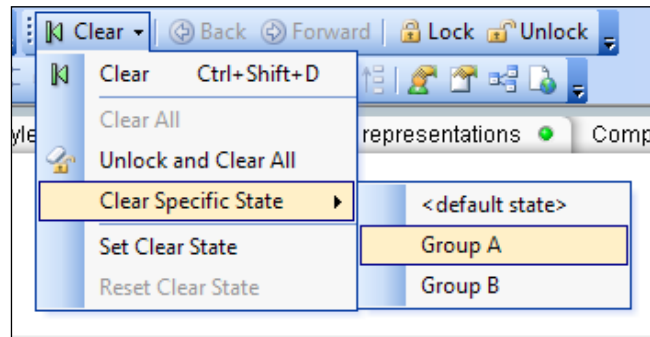 Clear Back Forward Lock Unlock
Clear Ctrl+Shift+D
Clear All
yle representations Comp
Unlock and Clear All
Clear Specific State <default state>
Set Clear State Group A
Reset Clear State Group B